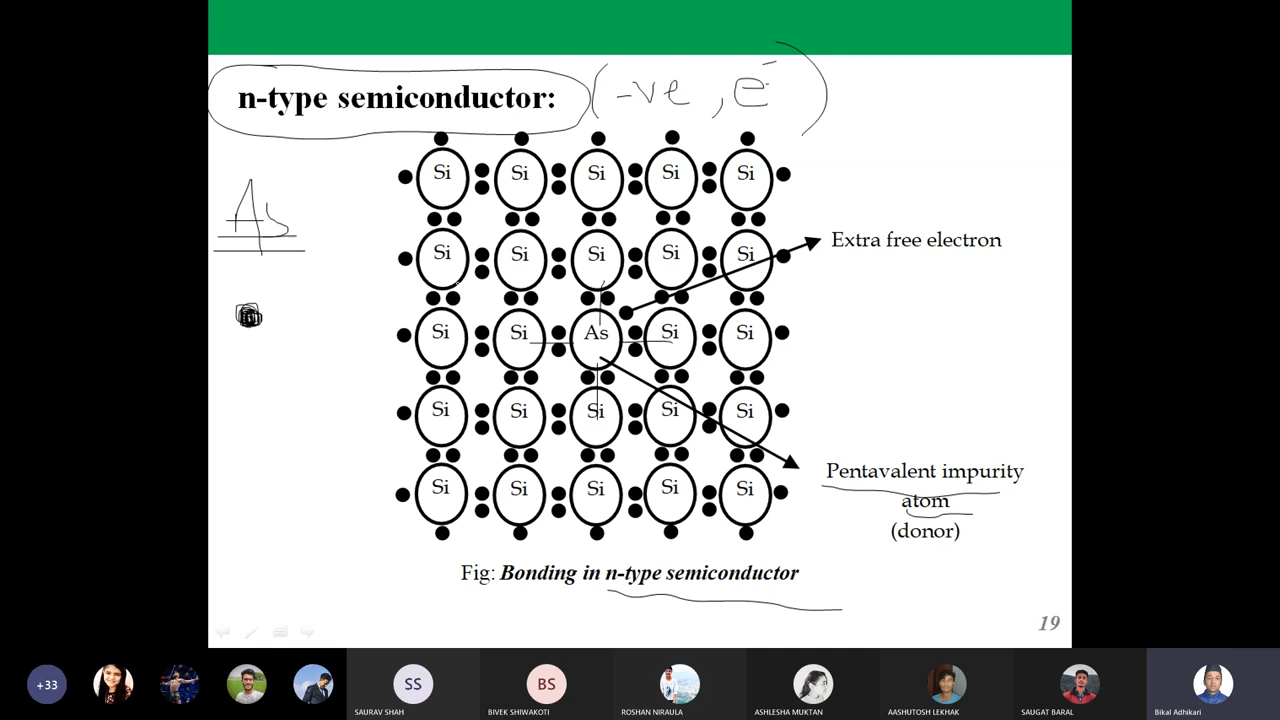 n-type semiconductor: (-ve, e-)
As
Si Si Si Si Si
Si Si Si Si Si
Extra free electron
Si Si As Si Si
Si Si Si Si Si
Pentavalent impurity
atom
(donor)
Si Si Si Si Si
Fig: Bonding in n-type semiconductor
19
+33
SS
BS
SAURAV SHAH
BIVEK SHIWAKOTI
ROSHAN NIRAULA
ASHLESHA MUKTAN
AASHUTOSH LEKHAK
SAUGAT BARAL
Bikal Adhikari